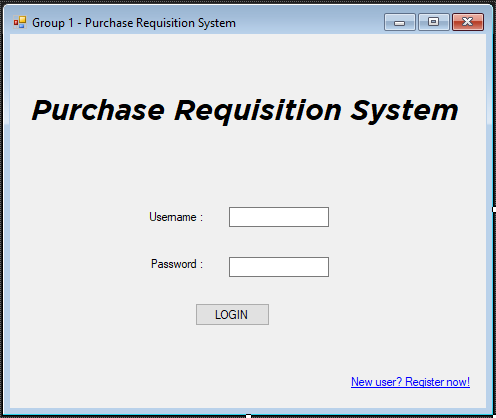 Group 1 - Purchase Requisition System
Purchase Requisition System
Username :
Password :
LOGIN
New user? Register now!